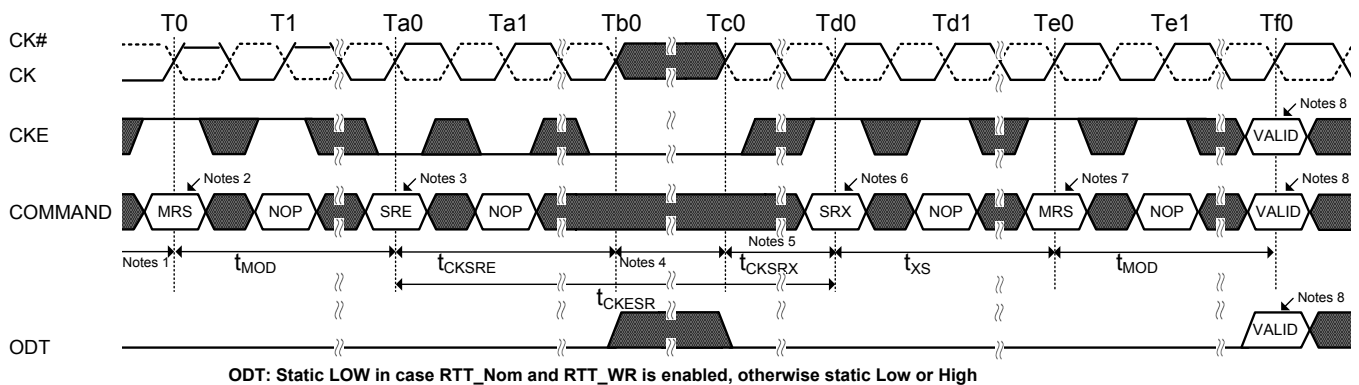 T0 T1 Ta0 Ta1 Tb0 Tc0 Td0 Td1 Te0 Te1 Tf0
CK#
CK
Notes 8
CKE
VALID
Notes 2 Notes 3 Notes 6 Notes 7 Notes 8
COMMAND MRS NOP SRE NOP SRX NOP MRS NOP VALID
Notes 1 tMOD tCKSRE Notes 4 Notes 5 tCKSRX tXS tMOD
tCKESR
Notes 8
VALID
ODT
ODT: Static LOW in case RTT_Nom and RTT_WR is enabled, otherwise static Low or High